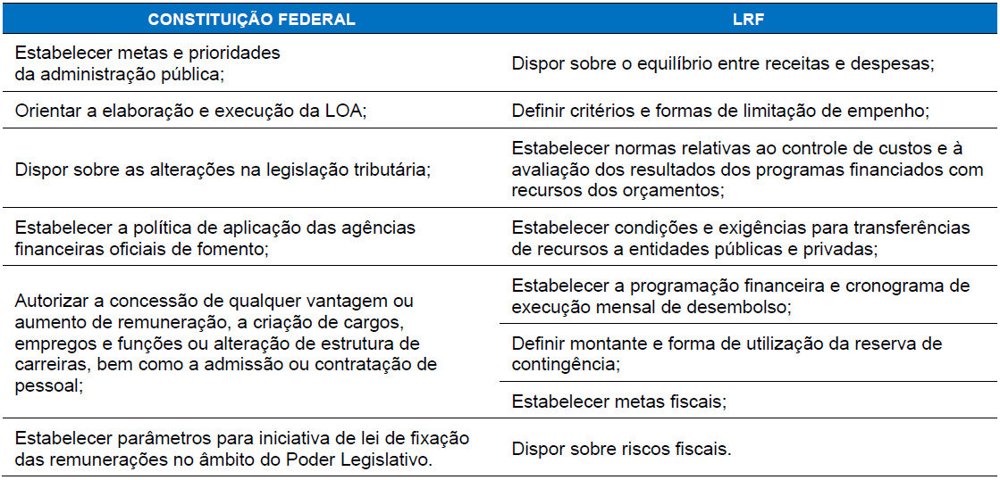 CONSTITUIÇÃO FEDERAL
LRF
Estabelecer metas e prioridades
da administração pública;
Dispor sobre o equilíbrio entre receitas e despesas;
Orientar a elaboração e execução da LOA;
Definir critérios e formas de limitação de empenho;
Dispor sobre as alterações na legislação tributária;
Estabelecer normas relativas ao controle de custos e à
avaliação dos resultados dos programas financiados com
recursos dos orçamentos;
Estabelecer a política de aplicação das agências
financeiras oficiais de fomento;
Estabelecer condições e exigências para transferências
de recursos a entidades públicas e privadas;
Autorizar a concessão de qualquer vantagem ou
aumento de remuneração, a criação de cargos,
empregos e funções ou alteração de estrutura de
carreiras, bem como a admissão ou contratação de
pessoal;
Estabelecer a programação financeira e cronograma de
execução mensal de desembolso;
Definir montante e forma de utilização da reserva de
contingência;
Estabelecer metas fiscais;
Estabelecer parâmetros para iniciativa de lei de fixação
das remunerações no âmbito do Poder Legislativo.
Dispor sobre riscos fiscais.